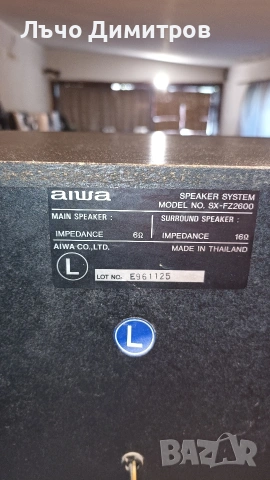 Лъчо Димитров
aiwa
SPEAKER SYSTEM
MODEL NO. SX-FZ2600
MAIN SPEAKER :
SURROUND SPEAKER :
IMPEDANCE 6Ω
IMPEDANCE 16Ω
AIWA CO.,LTD.
MADE IN THAILAND
L
LOT NO. E961125
L
BAZAR